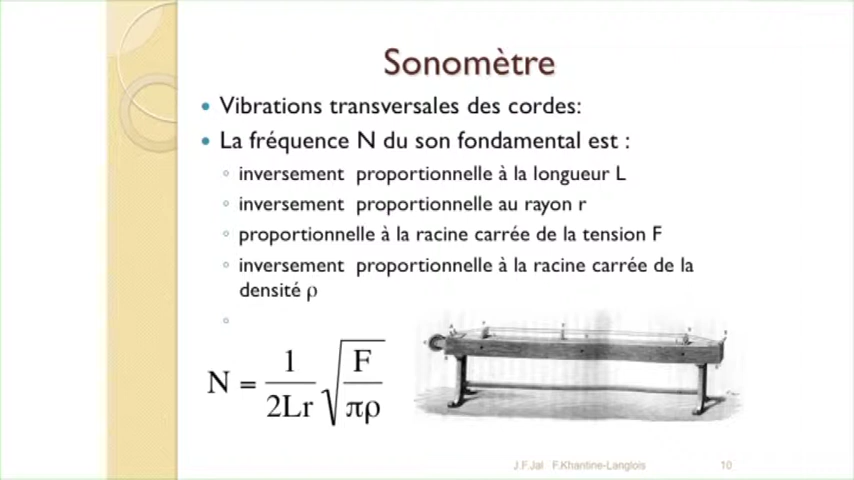 Sonomètre
Vibrations transversales des cordes:
La fréquence N du son fondamental est :
inversement proportionnelle à la longueur L
inversement proportionnelle au rayon r
proportionnelle à la racine carrée de la tension F
inversement proportionnelle à la racine carrée de la
densité ρ
N = 1/2Lr √F/πρ
J.F.Jal F.Khantine-Langlois 10